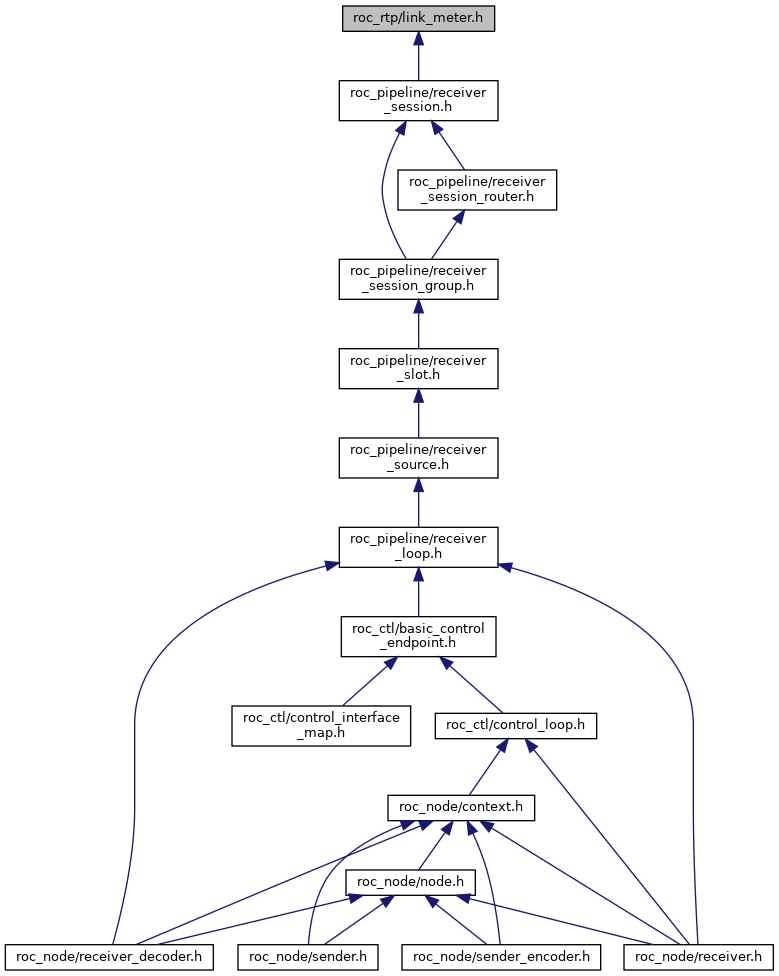 roc_rtp/link_meter.h
roc_pipeline/receiver
_session.h
roc_pipeline/receiver
_session_router.h
roc_pipeline/receiver
_session_group.h
roc_pipeline/receiver
_slot.h
roc_pipeline/receiver
_source.h
roc_pipeline/receiver
_loop.h
roc_ctl/basic_control
_endpoint.h
roc_ctl/control_interface
_map.h
roc_ctl/control_loop.h
roc_node/context.h
roc_node/node.h
roc_node/receiver_decoder.h
roc_node/sender.h
roc_node/sender_encoder.h
roc_node/receiver.h